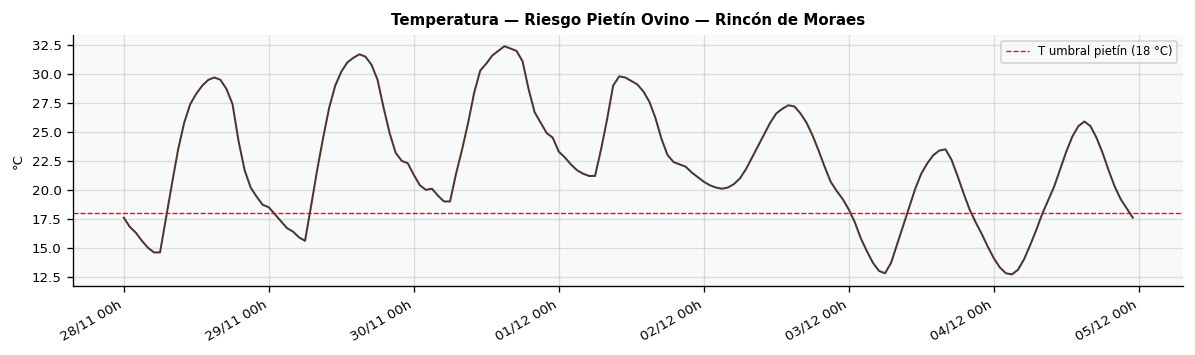 Temperatura — Riesgo Pietín Ovino — Rincón de Moraes
T umbral pietín (18 °C)
°C
32.5
30.0
27.5
25.0
22.5
20.0
17.5
15.0
12.5
28/11 00h
29/11 00h
30/11 00h
01/12 00h
02/12 00h
03/12 00h
04/12 00h
05/12 00h